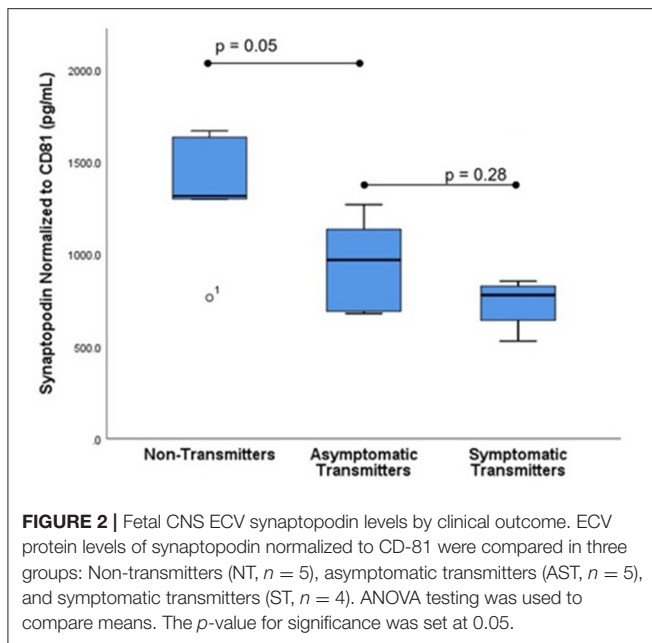 p = 0.05
2000.0
p = 0.28
1500.0
1000.0
500.0
.0
1
Synaptopodin Normalized to CD81 (pg/mL)
Non-Transmitters
Asymptomatic
Transmitters
Symptomatic
Transmitters
FIGURE 2 | Fetal CNS ECV synaptopodin levels by clinical outcome. ECV
protein levels of synaptopodin normalized to CD-81 were compared in three
groups: Non-transmitters (NT, n = 5), asymptomatic transmitters (AST, n = 5),
and symptomatic transmitters (ST, n = 4). ANOVA testing was used to
compare means. The p-value for significance was set at 0.05.